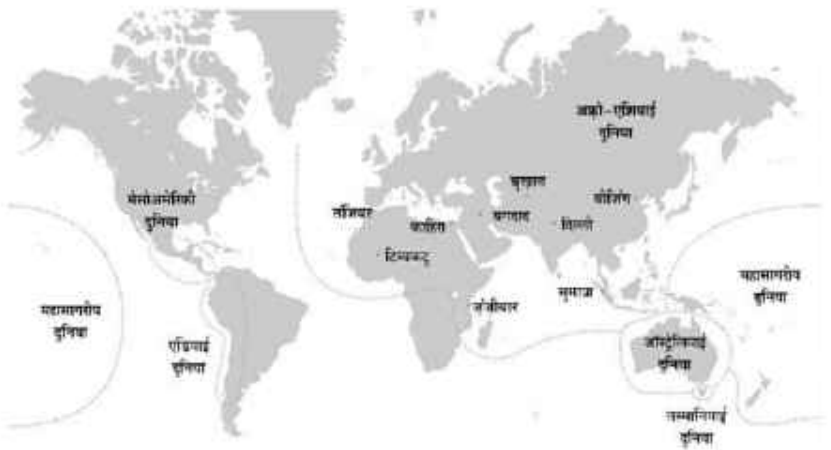 अफ्रो-एशियाई
दुनिया
मेसोअमेरिकी
दुनिया
बुखारा
बीजिंग
तंजियर
काहिरा
बगदाद
दिल्ली
टिम्बकटू
महासागरीय
दुनिया
सुमात्रा
जंजीबार
महासागरीय
दुनिया
एंडियाई
दुनिया
ऑस्ट्रेलियाई
दुनिया
तस्मानियाई
दुनिया